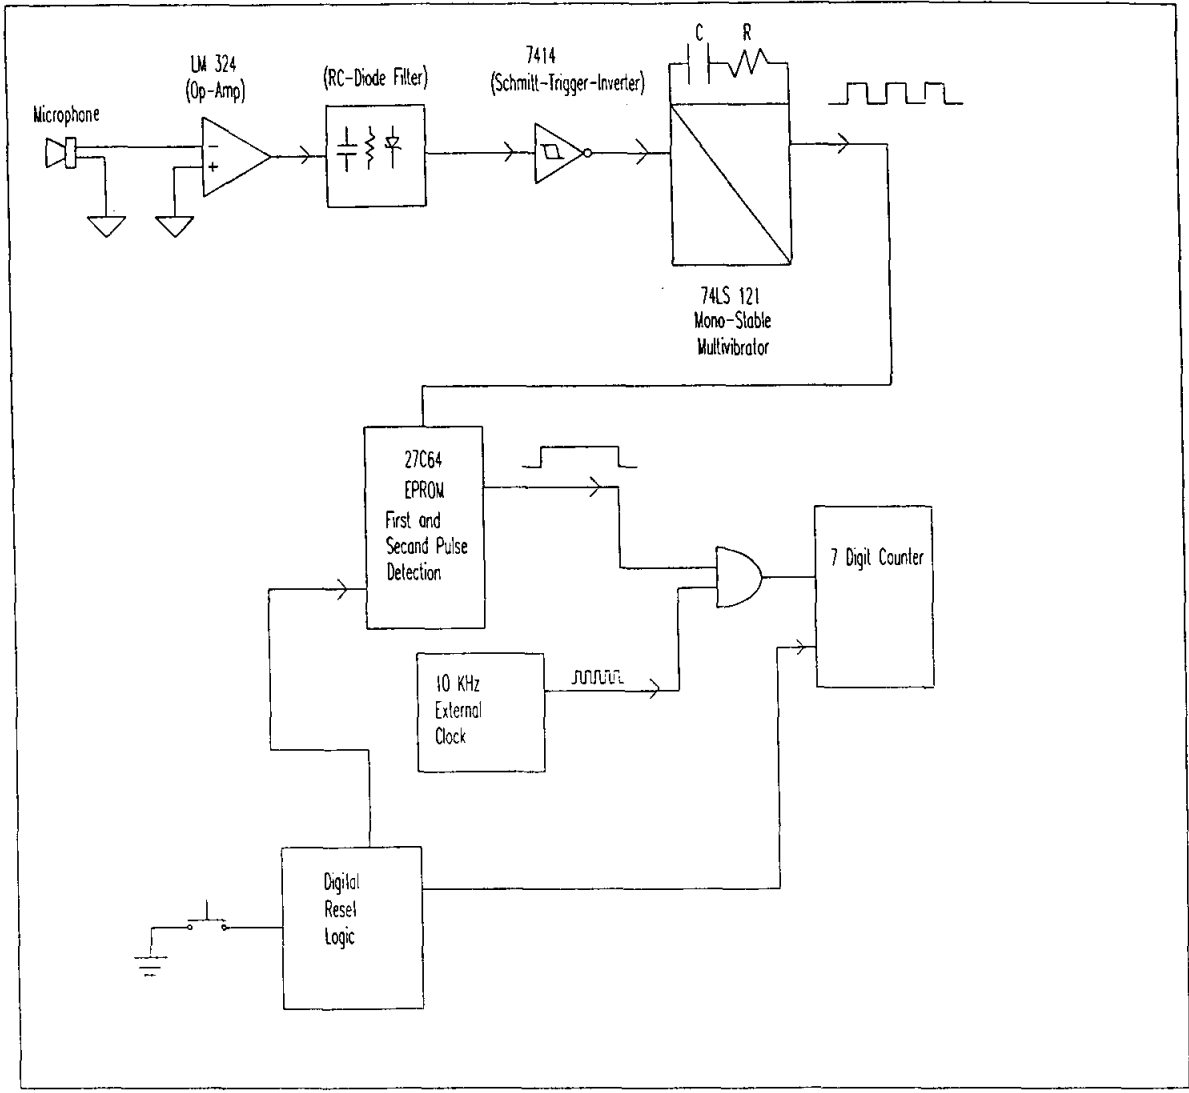 LM 324
(Op-Amp)
Microphone
(RC-Diode Filter)
7414
(Schmitt-Trigger-Inverter)
C
R
74LS 121
Mono-Stable
Multivibrator
27C64
EPROM
First and
Second Pulse
Detection
7 Digit Counter
10 KHz
External
Clock
Digital
Reset
Logic